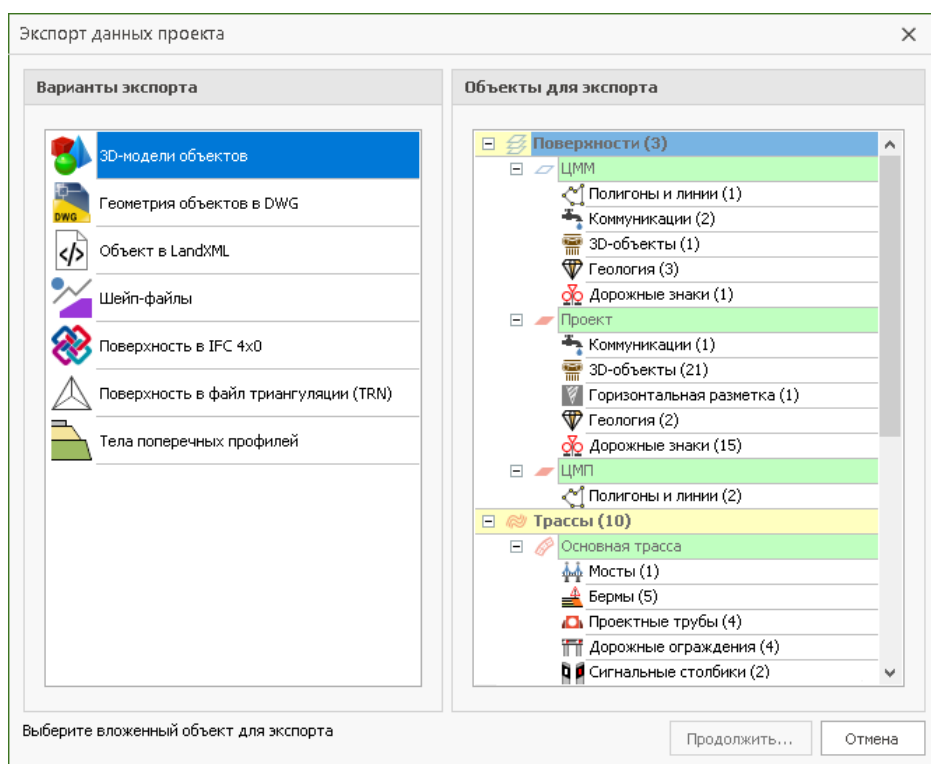 Экспорт данных проекта
Варианты экспорта
3D-модели объектов
Геометрия объектов в DWG
DWG
Объект в LandXML
Шейп-файлы
Поверхность в IFC 4x0
Поверхность в файл триангуляции (TRN)
Тела поперечных профилей
Объекты для экспорта
Поверхности (3)
ЦММ
Полигоны и линии (1)
Коммуникации (2)
3D-объекты (1)
Геология (3)
Дорожные знаки (1)
Проект
Коммуникации (1)
3D-объекты (21)
Горизонтальная разметка (1)
Геология (2)
Дорожные знаки (15)
ЦМП
Полигоны и линии (2)
Трассы (10)
Основная трасса
Мосты (1)
Бермы (5)
Проектные трубы (4)
Дорожные ограждения (4)
Сигнальные столбики (2)
Выберите вложенный объект для экспорта
Продолжить...
Отмена